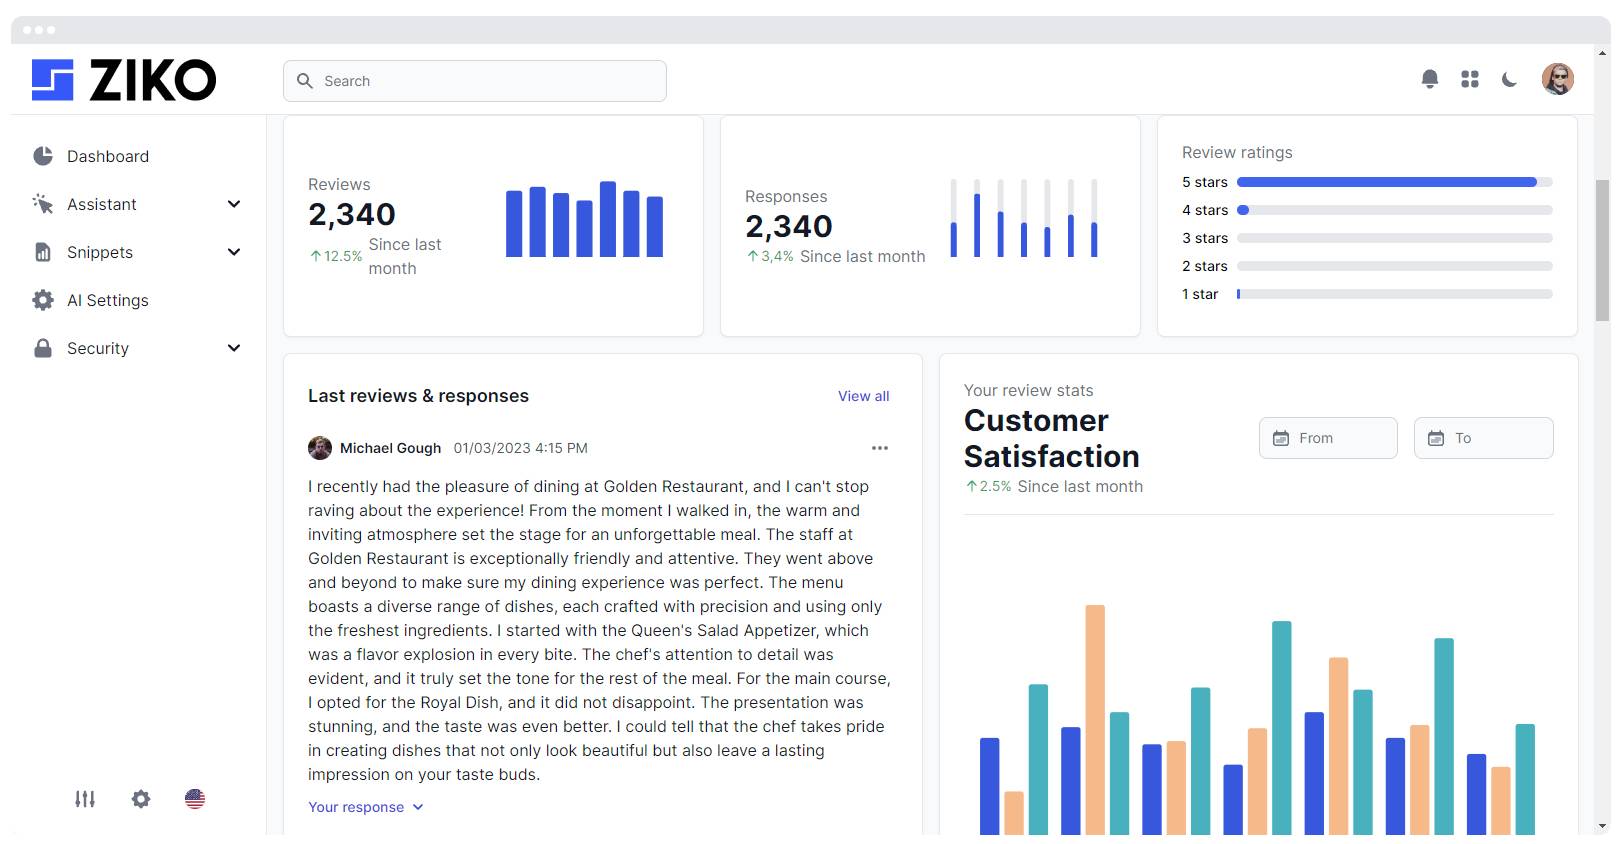 ZIKO
Search
Dashboard
Assistant
Snippets
AI Settings
Security
Reviews
2,340
12.5% Since last
month
Responses
2,340
3,4% Since last month
Review ratings
5 stars
4 stars
3 stars
2 stars
1 star
Last reviews & responses
View all
Michael Gough 01/03/2023 4:15 PM
I recently had the pleasure of dining at Golden Restaurant, and I can't stop
raving about the experience! From the moment I walked in, the warm and
inviting atmosphere set the stage for an unforgettable meal. The staff at
Golden Restaurant is exceptionally friendly and attentive. They went above
and beyond to make sure my dining experience was perfect. The menu
boasts a diverse range of dishes, each crafted with precision and using only
the freshest ingredients. I started with the Queen's Salad Appetizer, which
was a flavor explosion in every bite. The chef's attention to detail was
evident, and it truly set the tone for the rest of the meal. For the main course,
I opted for the Royal Dish, and it did not disappoint. The presentation was
stunning, and the taste was even better. I could tell that the chef takes pride
in creating dishes that not only look beautiful but also leave a lasting
impression on your taste buds.
Your response
Your review stats
Customer
Satisfaction
2.5% Since last month
From
To